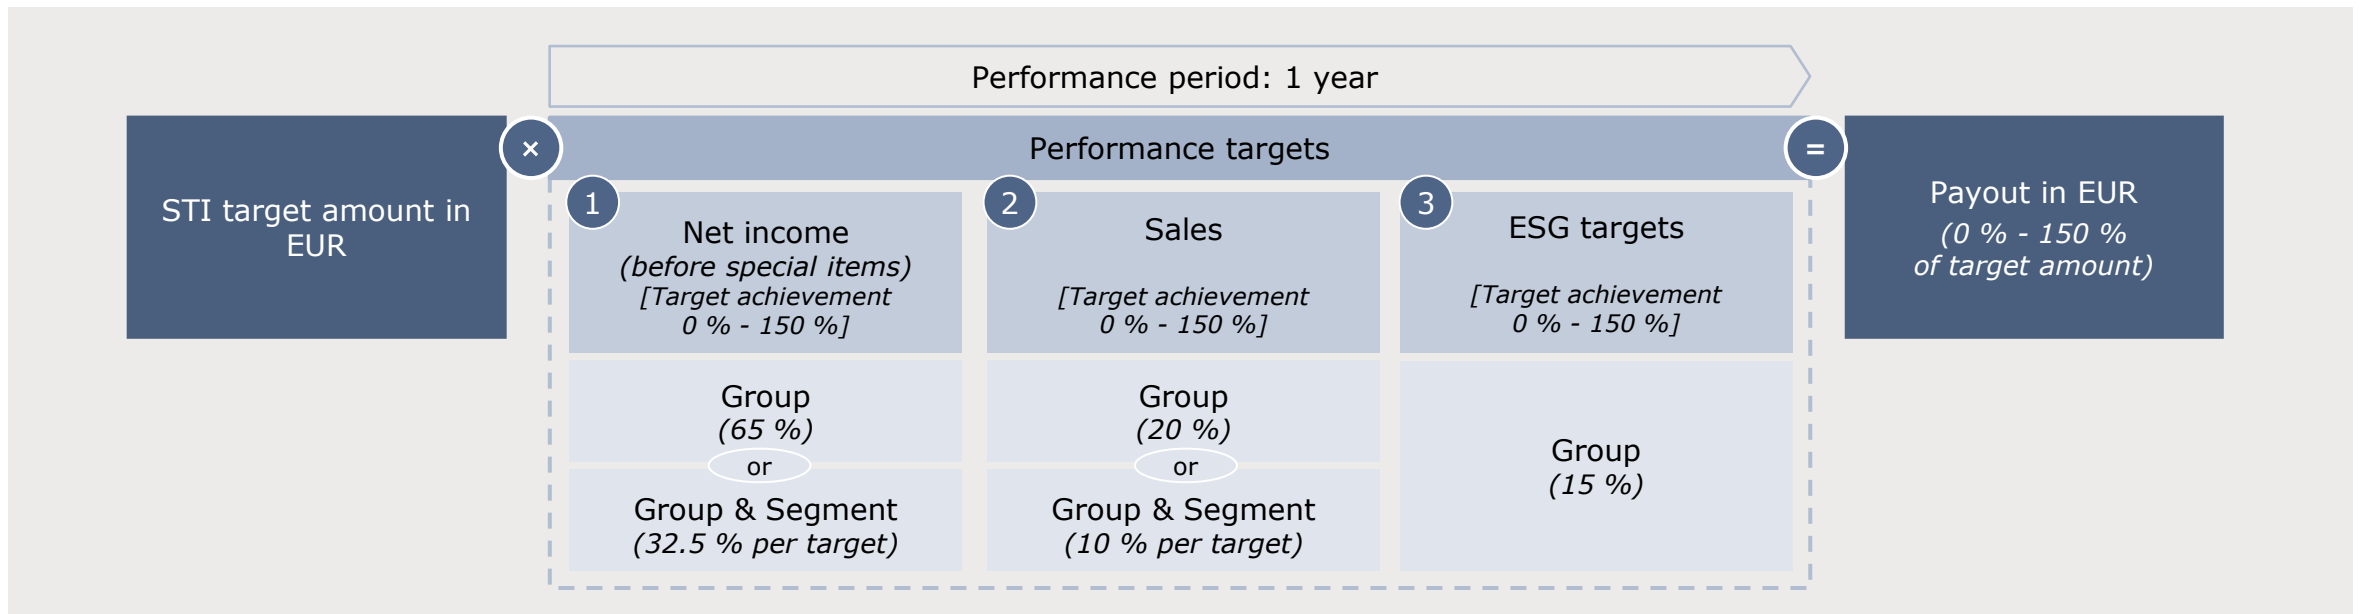 Performance period: 1 year
STI target amount in
EUR
×
Performance targets
=
Payout in EUR
(0 % - 150 %
of target amount)
1
Net income
(before special items)
[Target achievement
0 % - 150 %]
Group
(65 %)
or
Group & Segment
(32.5 % per target)
2
Sales
[Target achievement
0 % - 150 %]
Group
(20 %)
or
Group & Segment
(10 % per target)
3
ESG targets
[Target achievement
0 % - 150 %]
Group
(15 %)